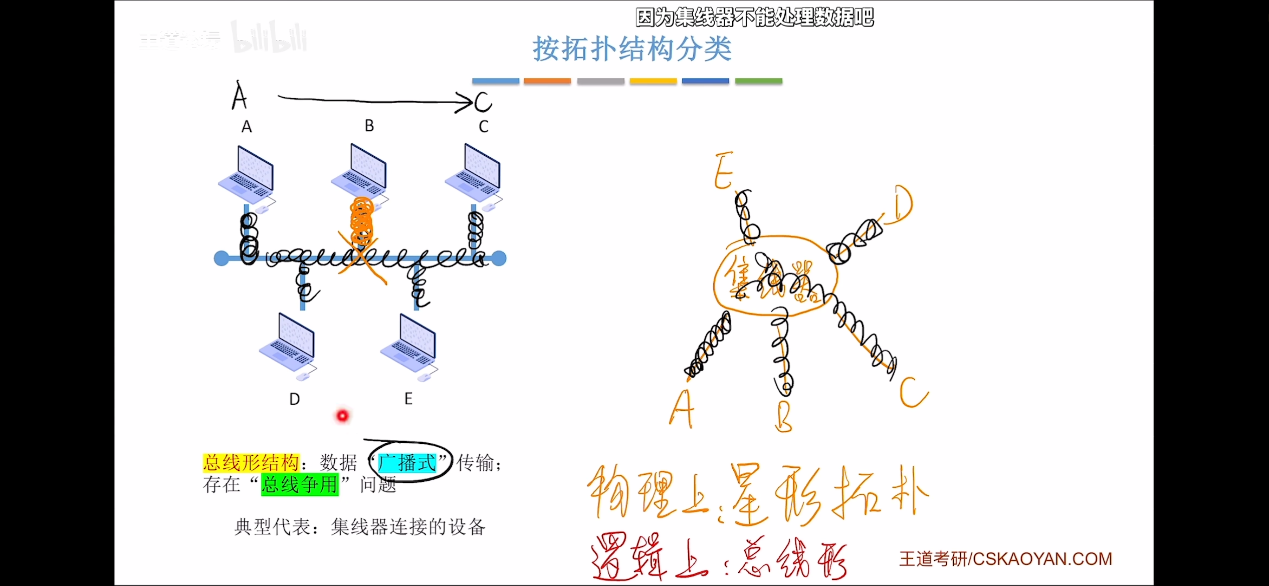 因为集线器不能处理数据吧
bilibili
按拓扑结构分类
A C
A B C
D E
总线形结构：数据“广播式”传输；
存在“总线争用”问题
典型代表：集线器连接的设备
E
D
集线器
A
B
C
物理上：星形拓扑
逻辑上：总线形
王道考研/CSKAOYAN.COM